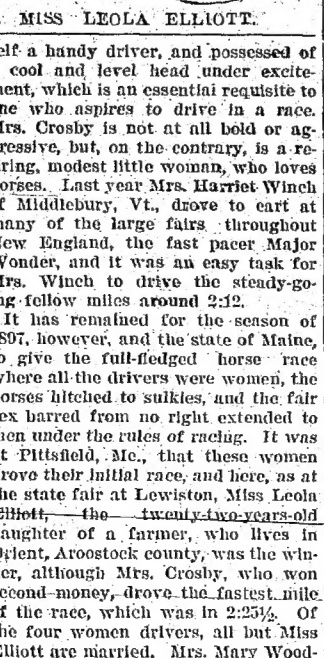 MISS LEOLA ELLIOTT.
elf a handy driver, and possessed of
cool and level head under excite-
ment, which is an essential requisite to
ne who aspires to drive in a race.
Mrs. Crosby is not at all bold or ag-
gressive, but, on the contrary, is a re-
iring, modest little woman, who loves
horses. Last year Mrs. Harriet Winch
of Middlebury, Vt., drove to cart at
many of the large fairs throughout
New England, the fast pacer Major
Wonder, and it was an easy task for
Mrs. Winch to drive the steady-go-
ng fellow miles around 2:12.
It has remained for the season of
1897, however, and the state of Maine,
to give the full-fledged horse race
where all the drivers were women, the
horses hitched to sulkies, and the fair
sex barred from no right extended to
men under the rules of racing. It was
at Pittsfield, Me., that these women
drove their initial race, and here, as at
the state fair at Lewiston, Miss Leola
Elliott, the twenty-two-years-old
daughter of a farmer, who lives in
Orient, Aroostock county, was the win-
ner, although Mrs. Crosby, who won
second money, drove the fastest mile
of the race, which was in 2:25½. Of
the four women drivers, all but Miss
Elliott are married. Mrs. Mary Wood-